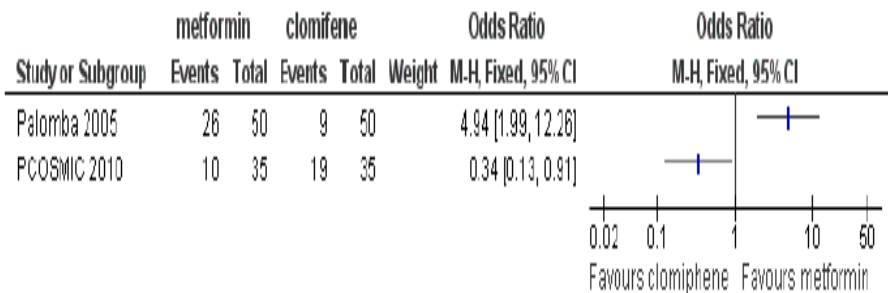 metformin clomifene Odds Ratio Odds Ratio
Study or Subgroup Events Total Events Total Weight M-H, Fixed, 95% CI M-H, Fixed, 95% CI
Palomba 2005 26 50 9 50 4.94 [1.99, 12.26]
PCOSMIC 2010 10 35 19 35 0.34 [0.13, 0.91]
0.02 0.1 1 10 50
Favours clomiphene Favours metformin